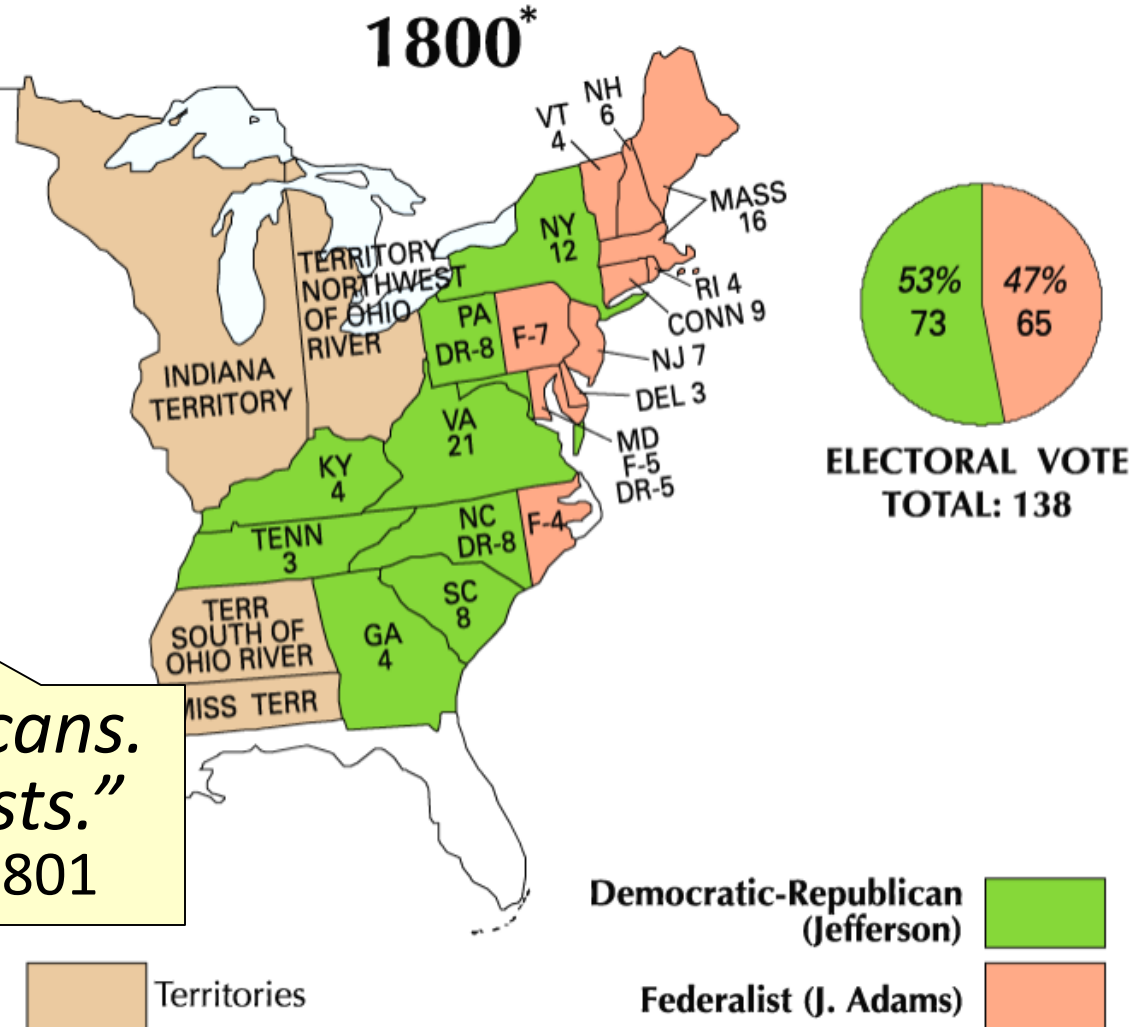 1800*
NH
6
VT
4
MASS
16
NY
12
RI 4
CONN 9
NJ 7
DEL 3
MD
F-5
DR-5
PA
DR-8
F-7
TERRITORY
NORTHWEST
OF OHIO
RIVER
INDIANA
TERRITORY
VA
21
KY
4
TENN
3
NC
DR-8
F-4
SC
8
GA
4
TERR
SOUTH OF
OHIO RIVER
MISS TERR
53%
73
47%
65
ELECTORAL VOTE
TOTAL: 138
cans.
sts.”
801
Democratic-Republican
(Jefferson)
Federalist (J. Adams)
Territories